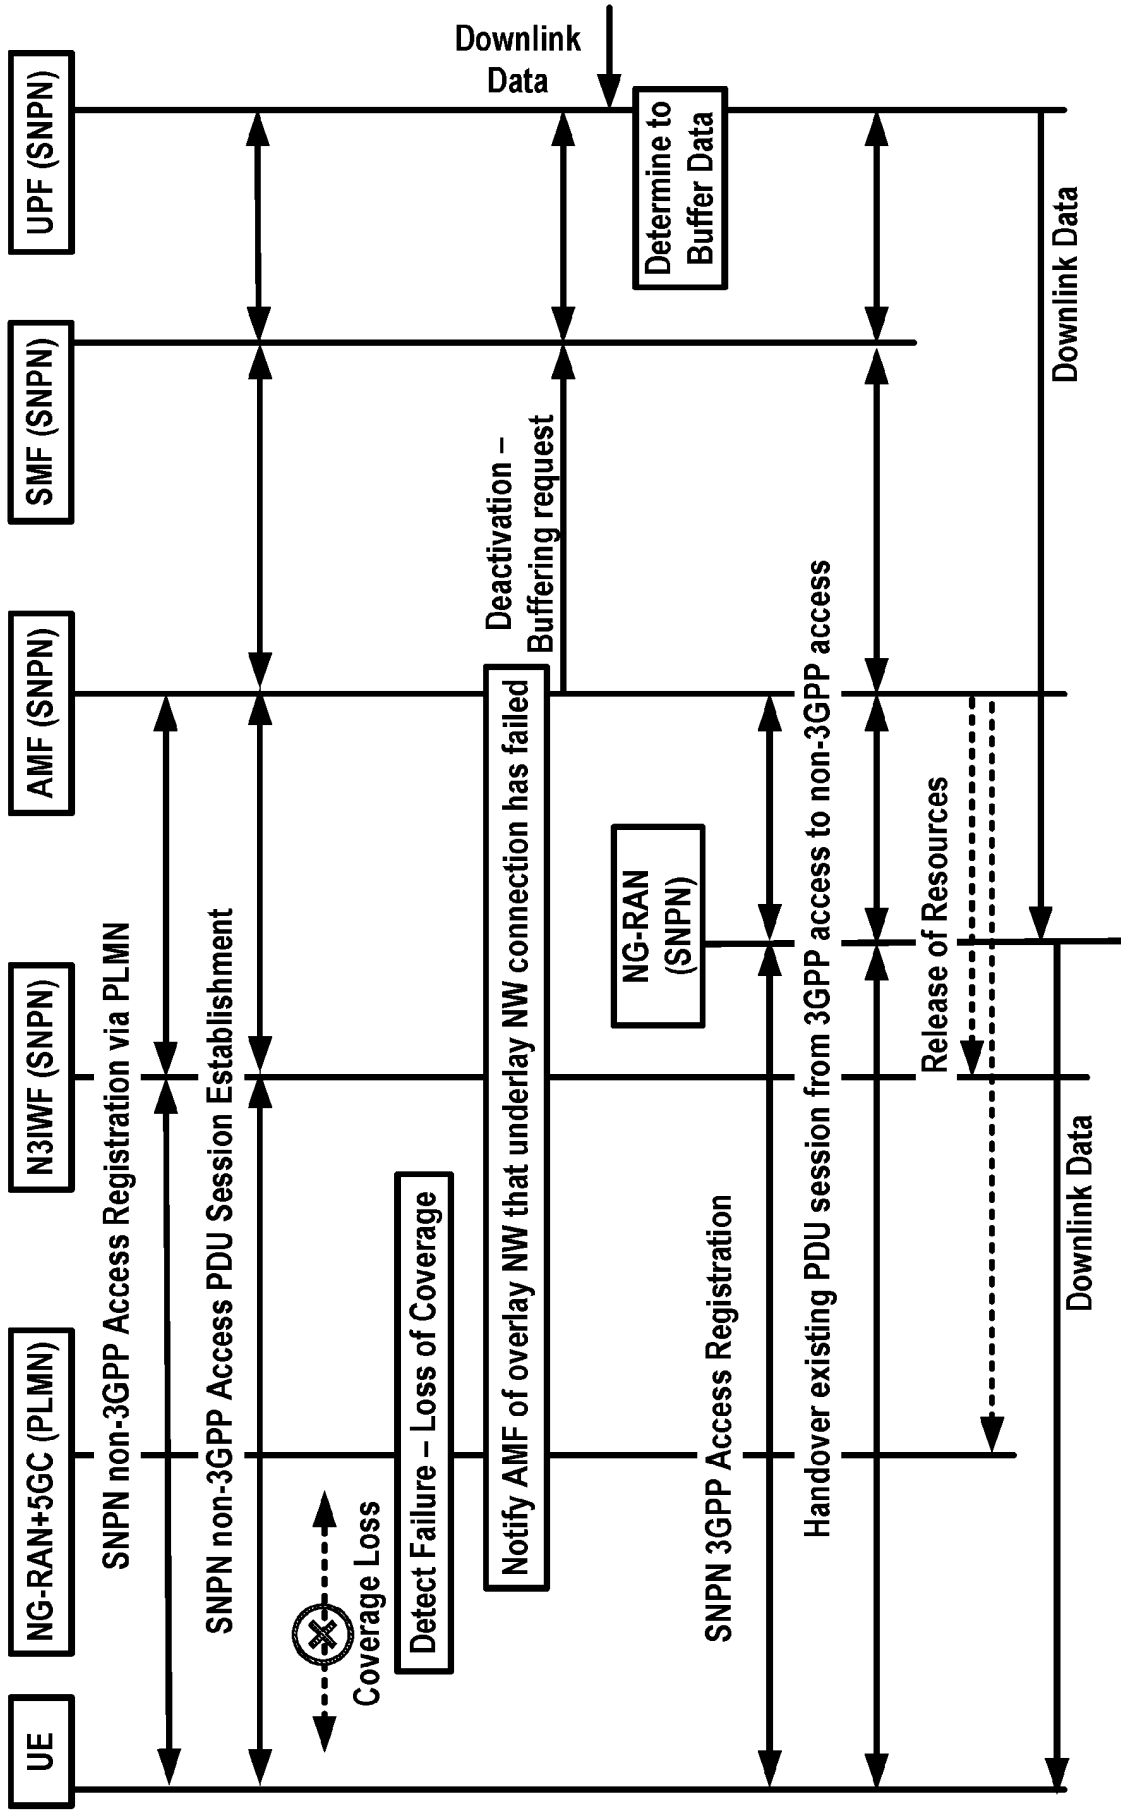 UE
NG-RAN+5GC (PLMN)
N3IWF (SNPN)
AMF (SNPN)
SMF (SNPN)
UPF (SNPN)
SNPN non-3GPP Access Registration via PLMN
SNPN non-3GPP Access PDU Session Establishment
Coverage Loss
Detect Failure – Loss of Coverage
Notify AMF of overlay NW that underlay NW connection has failed
Deactivation –
Buffering request
Downlink
Data
Determine to
Buffer Data
NG-RAN
(SNPN)
SNPN 3GPP Access Registration
Handover existing PDU session from 3GPP access to non-3GPP access
Release of Resources
Downlink Data
Downlink Data